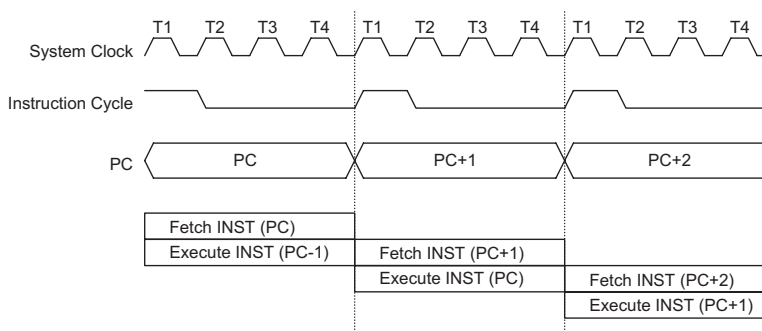 T1 T2 T3 T4 T1 T2 T3 T4 T1 T2 T3 T4
System Clock
Instruction Cycle
PC PC PC+1 PC+2
Fetch INST (PC)
Execute INST (PC-1) Fetch INST (PC+1)
Execute INST (PC) Fetch INST (PC+2)
Execute INST (PC+1)